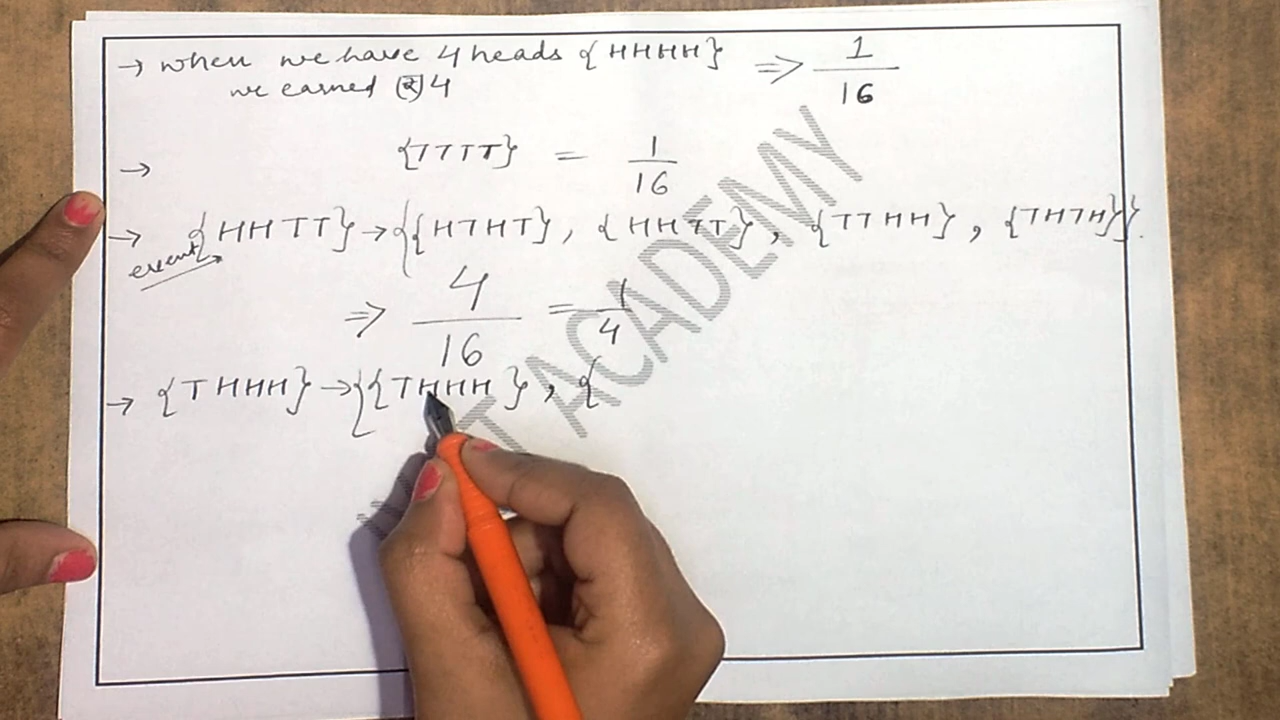 → when we have 4 heads {HHHH} ⇒ 1/16
we earned (₹) 4
→ {TTTT} = 1/16
→ {HHTT} → {{HTHT}, {HHTT}, {TTHH}, {THTH}}.
event
⇒ 4/16 = 1/4
→ {THHH} → {{THHH}, {
ACADEMY